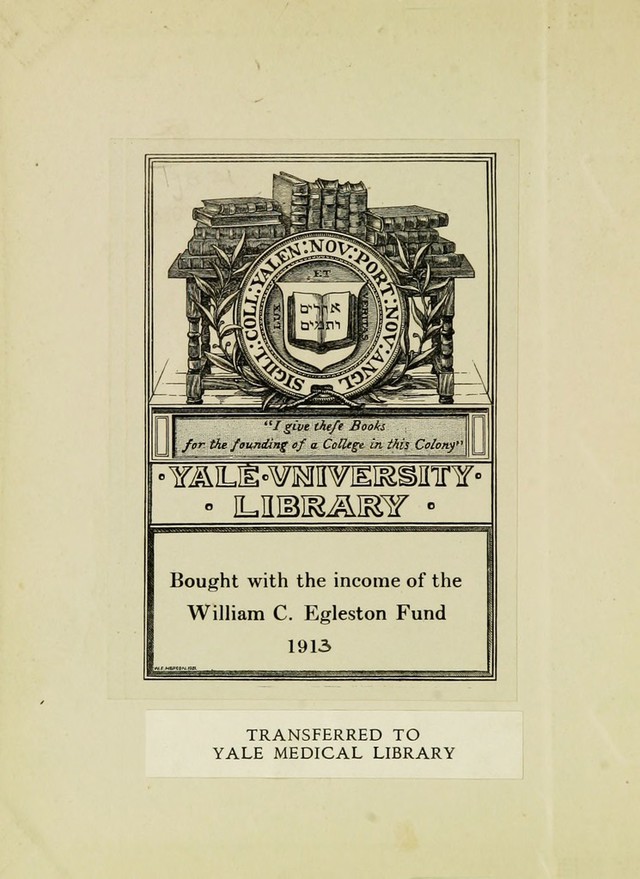 SIGILL:COLL:YALEN:NOV:PORT:NOV:ANGL
ET
LUX
VERITAS
אורים
ותמים
"I give theſe Books
for the founding of a College in this Colony"
·YALE·VNIVERSITY·
· LIBRARY ·
Bought with the income of the
William C. Egleston Fund
1913
TRANSFERRED TO
YALE MEDICAL LIBRARY